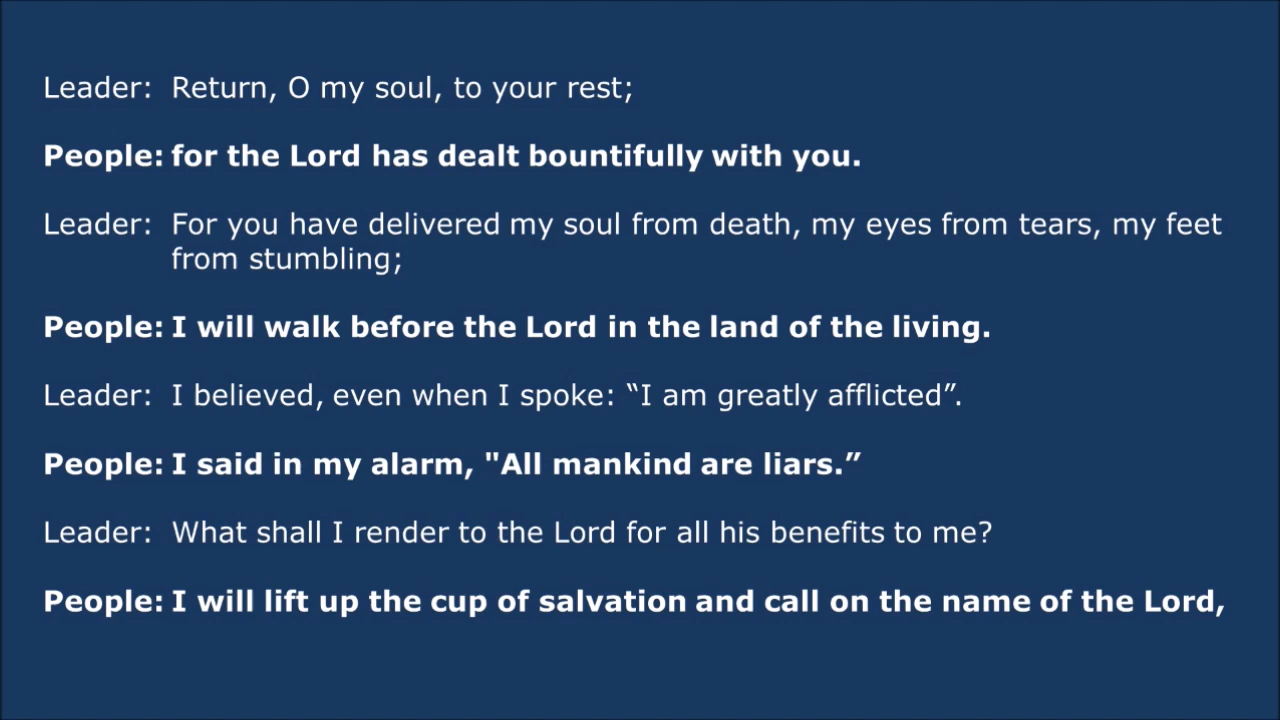 Leader: Return, O my soul, to your rest;
People: for the Lord has dealt bountifully with you.
Leader: For you have delivered my soul from death, my eyes from tears, my feet
from stumbling;
People: I will walk before the Lord in the land of the living.
Leader: I believed, even when I spoke: “I am greatly afflicted”.
People: I said in my alarm, "All mankind are liars.”
Leader: What shall I render to the Lord for all his benefits to me?
People: I will lift up the cup of salvation and call on the name of the Lord,